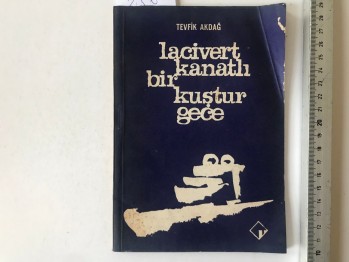 TEVFİK AKDAĞ
lacivert
kanatlı
bir
kuştur
gece